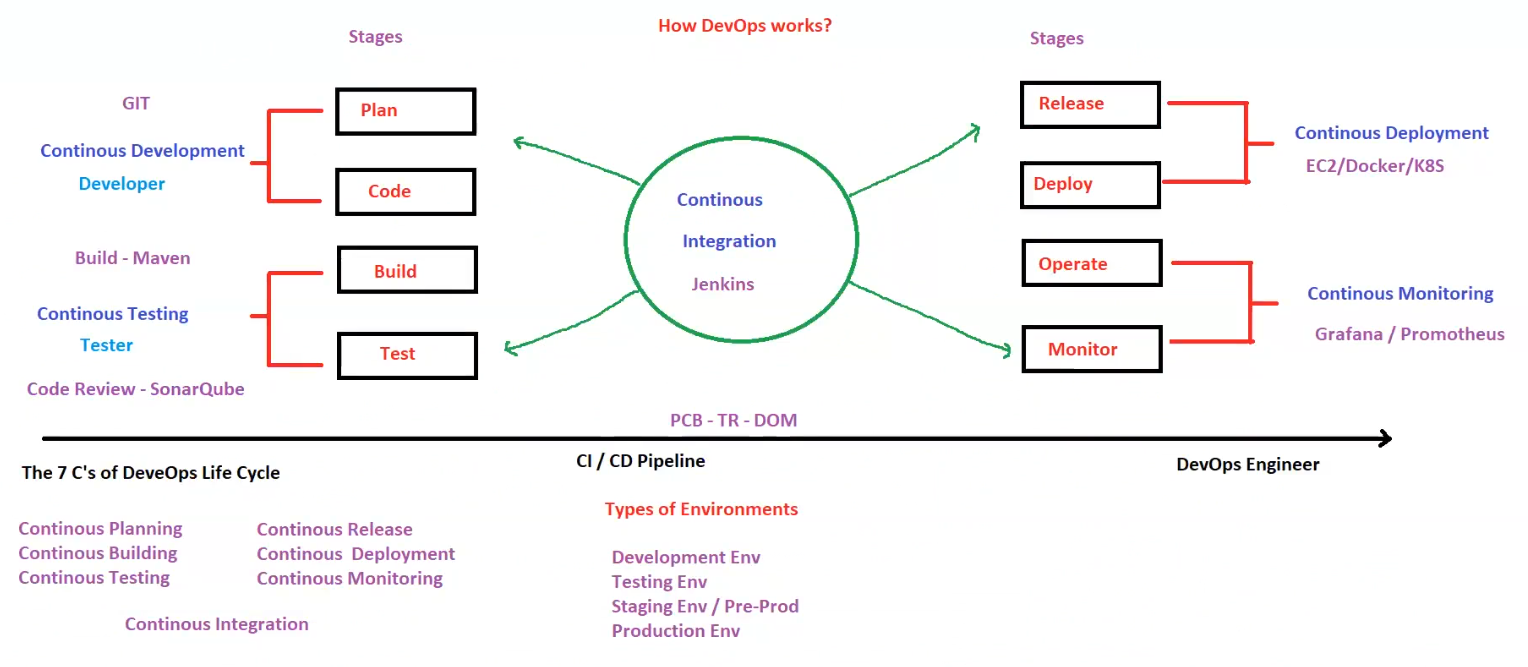 How DevOps works?
Stages
Stages
GIT
Plan
Continous Development
Developer
Code
Build - Maven
Build
Continous Testing
Tester
Test
Code Review - SonarQube
Continous
Integration
Jenkins
Release
Continous Deployment
EC2/Docker/K8S
Deploy
Operate
Continous Monitoring
Grafana / Promotheus
Monitor
PCB - TR - DOM
The 7 C's of DeveOps Life Cycle
CI / CD Pipeline
DevOps Engineer
Continous Planning
Continous Building
Continous Testing
Continous Release
Continous  Deployment
Continous Monitoring
Continous Integration
Types of Environments
Development Env
Testing Env
Staging Env / Pre-Prod
Production Env